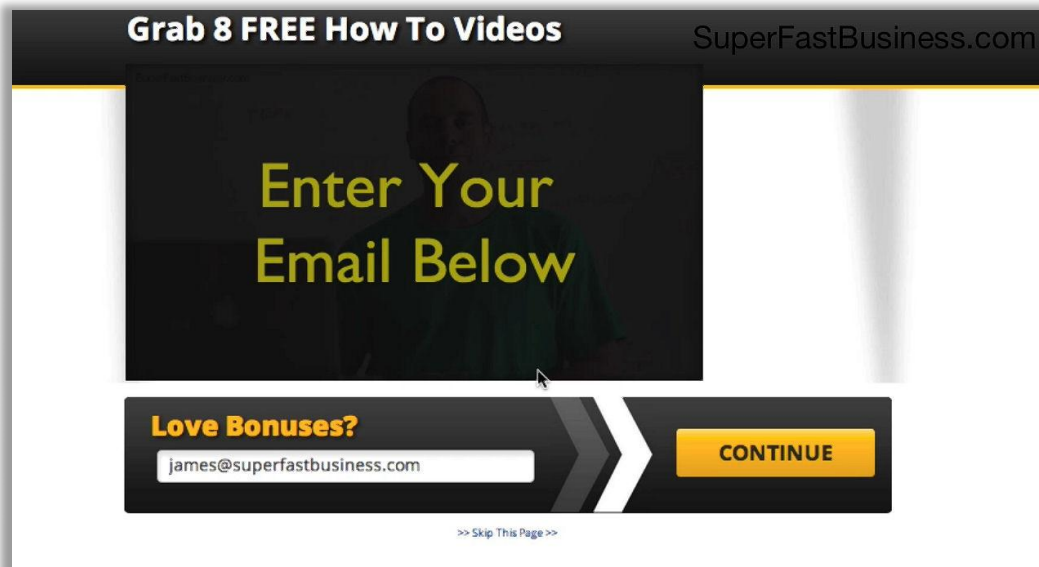 Grab 8 FREE How To Videos
SuperFastBusiness.com
Enter Your
Email Below
Love Bonuses?
james@superfastbusiness.com
CONTINUE
>> Skip This Page >>